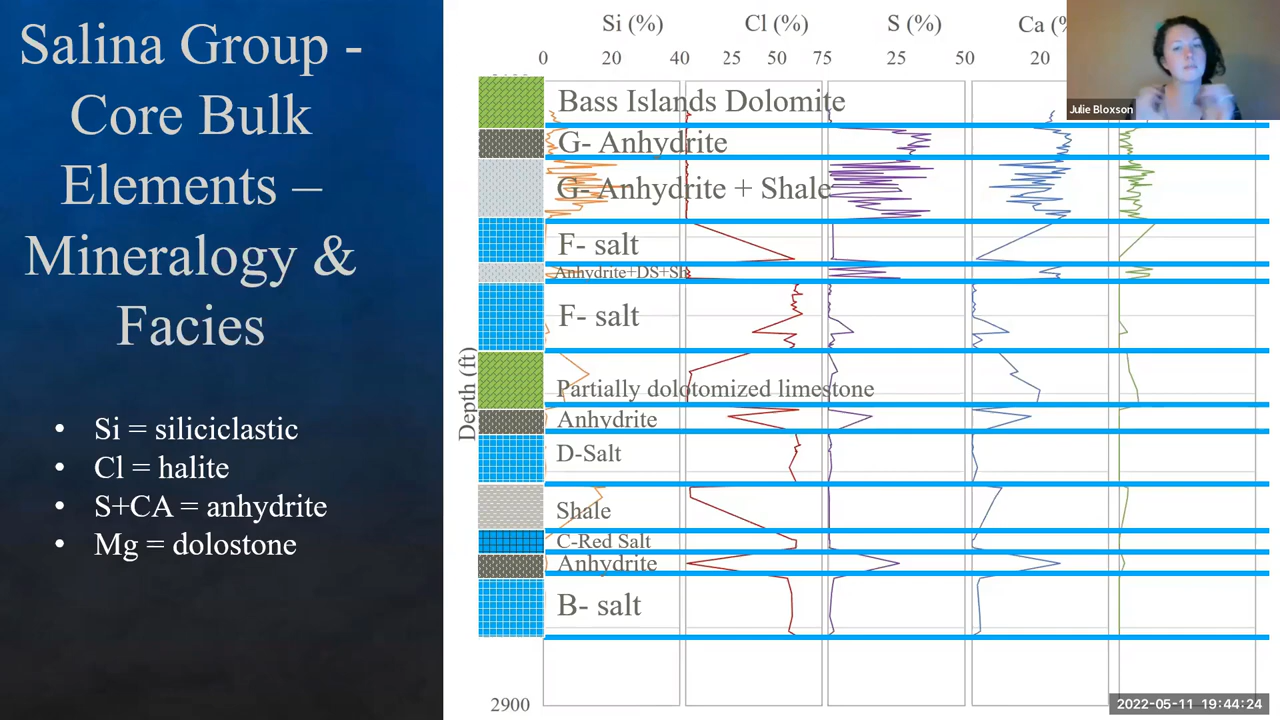 Salina Group -
Core Bulk
Elements –
Mineralogy &
Facies
• Si = siliciclastic
• Cl = halite
• S+CA = anhydrite
• Mg = dolostone
Si (%) Cl (%) S (%) Ca (%
0 20 40 25 50 75 25 50 20
Bass Islands Dolomite
G- Anhydrite
G- Anhydrite + Shale
F- salt
Anhydrite+DS+Sh
F- salt
Partially dolotomized limestone
Anhydrite
D-Salt
Shale
C-Red Salt
Anhydrite
B- salt
Depth (ft)
2900
Julie Bloxson
2022-05-11 19:44:24